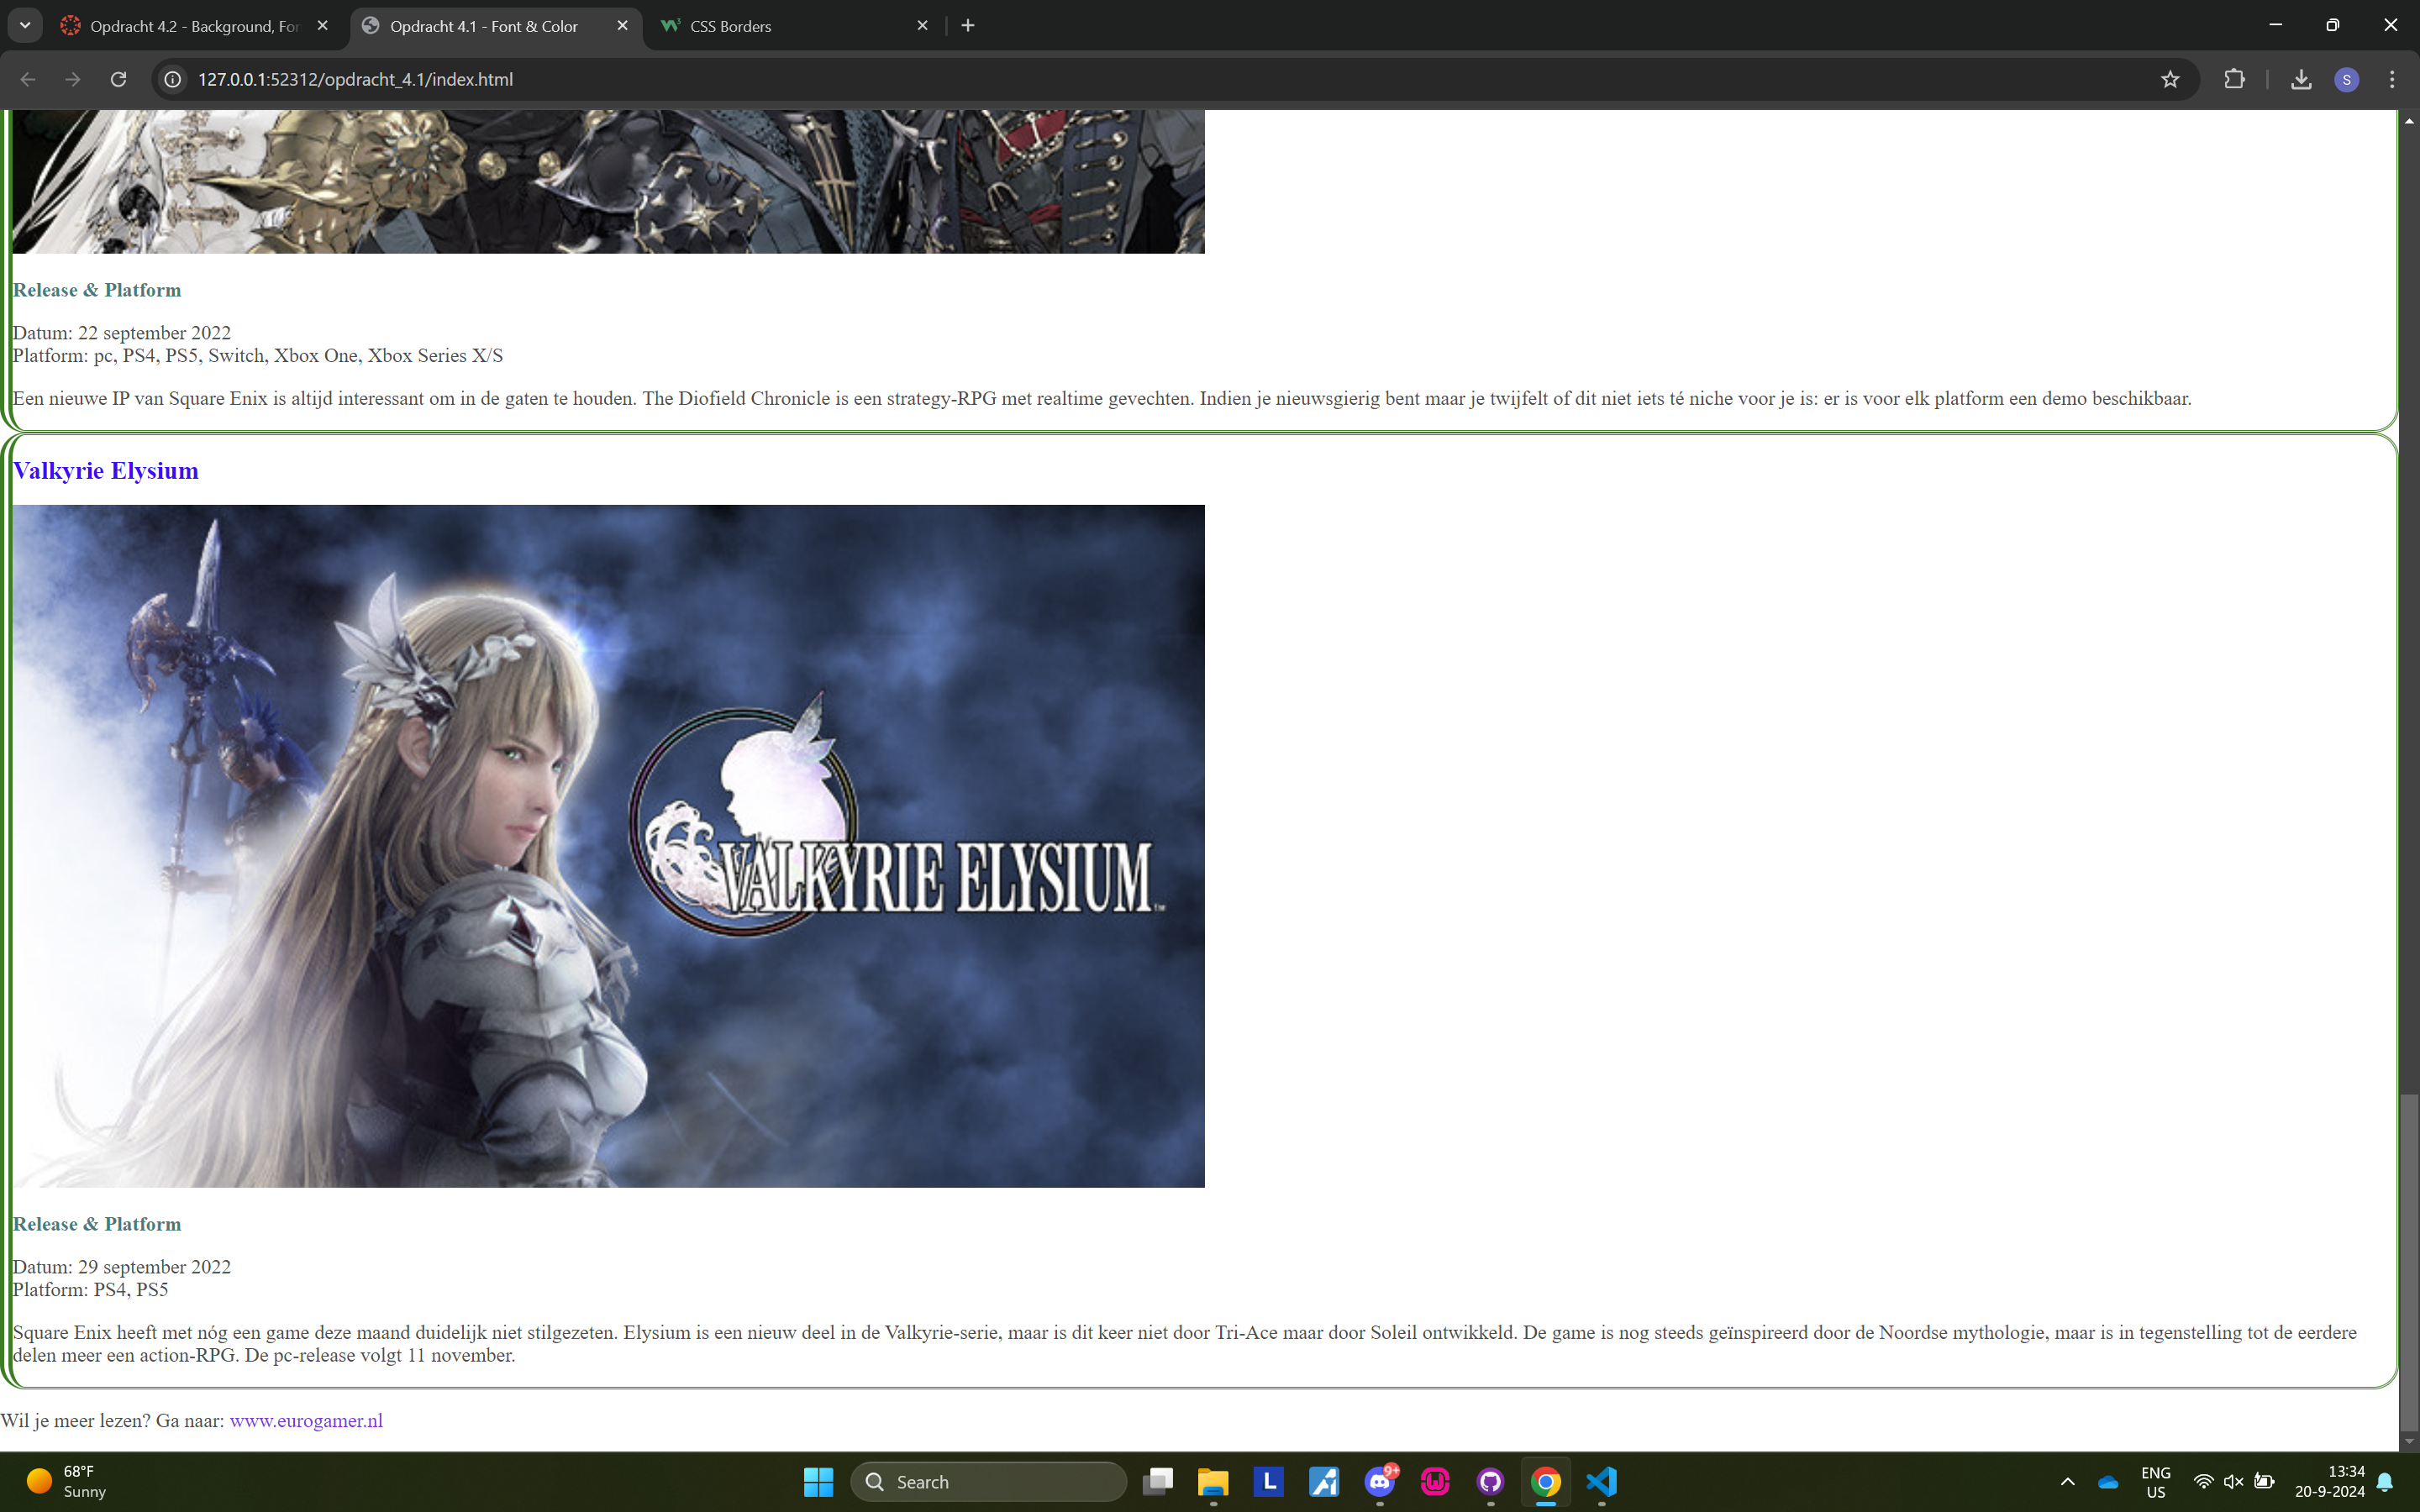 Opdracht 4.2 - Background, For
Opdracht 4.1 - Font & Color
CSS Borders
127.0.0.1:52312/opdracht_4.1/index.html
S
Release & Platform
Datum: 22 september 2022
Platform: pc, PS4, PS5, Switch, Xbox One, Xbox Series X/S
Een nieuwe IP van Square Enix is altijd interessant om in de gaten te houden. The Diofield Chronicle is een strategy-RPG met realtime gevechten. Indien je nieuwsgierig bent maar je twijfelt of dit niet iets té niche voor je is: er is voor elk platform een demo beschikbaar.
Valkyrie Elysium
VALKYRIE ELYSIUM
Release & Platform
Datum: 29 september 2022
Platform: PS4, PS5
Square Enix heeft met nóg een game deze maand duidelijk niet stilgezeten. Elysium is een nieuw deel in de Valkyrie-serie, maar is dit keer niet door Tri-Ace maar door Soleil ontwikkeld. De game is nog steeds geïnspireerd door de Noordse mythologie, maar is in tegenstelling tot de eerdere
delen meer een action-RPG. De pc-release volgt 11 november.
Wil je meer lezen? Ga naar: www.eurogamer.nl
68°F
Sunny
Search
L
9+
ENG
US
13:34
20-9-2024